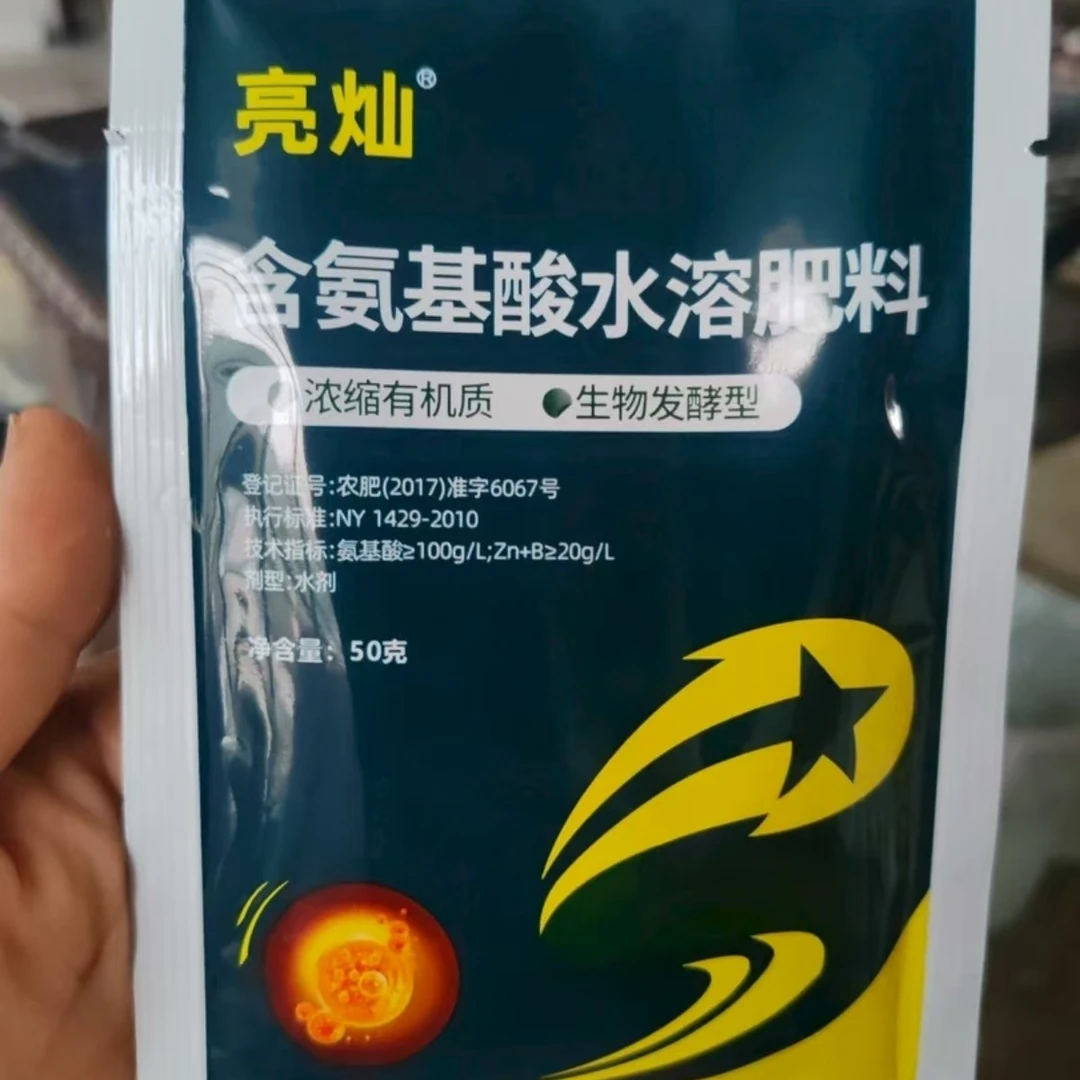 亮灿®
含氨基酸水溶肥料
浓缩有机质 生物发酵型
登记证号:农肥(2017)准字6067号
执行标准:NY 1429-2010
技术指标:氨基酸≥100g/L;Zn+B≥20g/L
剂型:水剂
净含量：50克